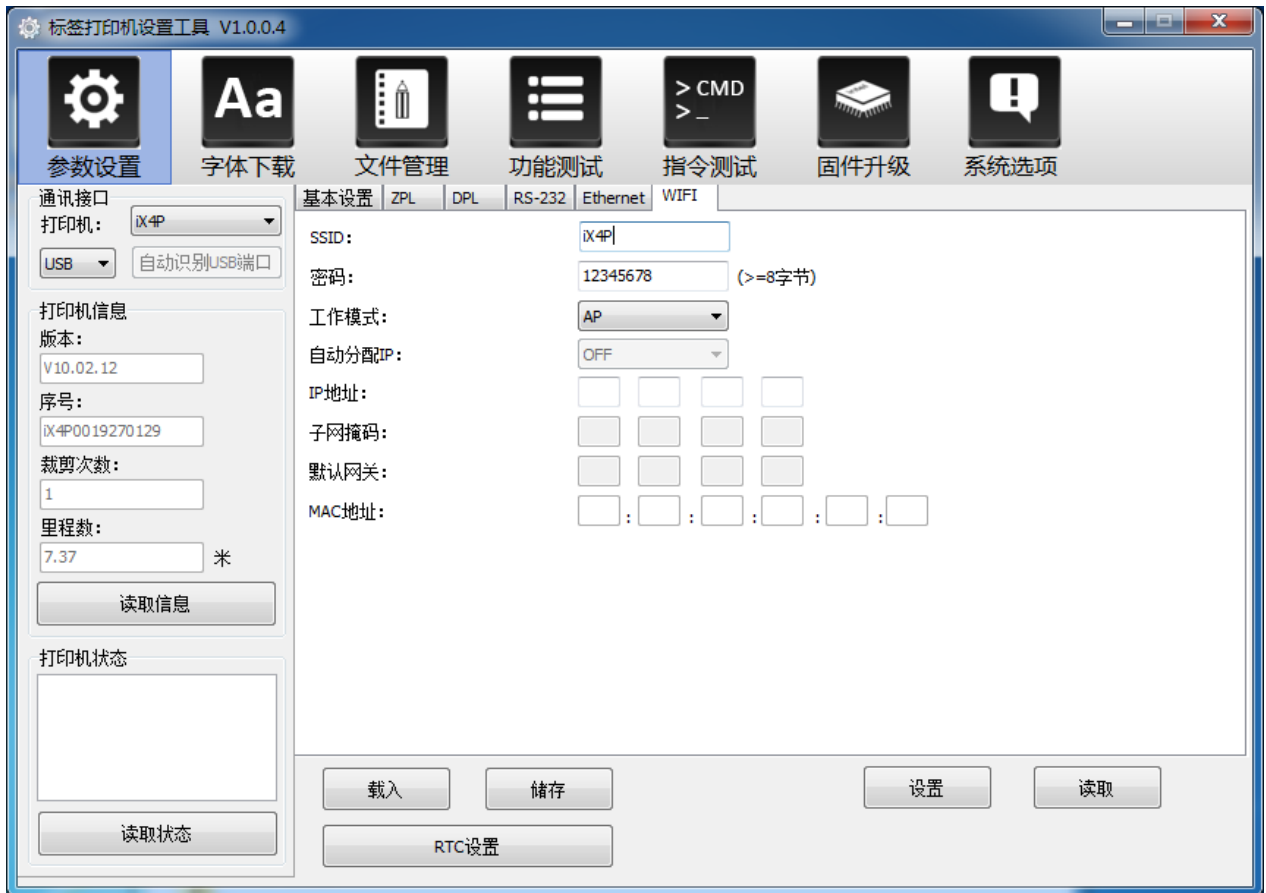 标签打印机设置工具 V1.0.0.4
Aa
> CMD
> _
参数设置 字体下载 文件管理 功能测试 指令测试 固件升级 系统选项
通讯接口
打印机: iX4P
USB 自动识别USB端口
打印机信息
版本:
V10.02.12
序号:
iX4P0019270129
裁剪次数:
1
里程数:
7.37 米
读取信息
打印机状态
读取状态
基本设置 ZPL DPL RS-232 Ethernet WIFI
SSID: iX4P
密码: 12345678 (>=8字节)
工作模式: AP
自动分配IP: OFF
IP地址:
子网掩码:
默认网关:
MAC地址: : : : : :
载入 储存 设置 读取
RTC设置